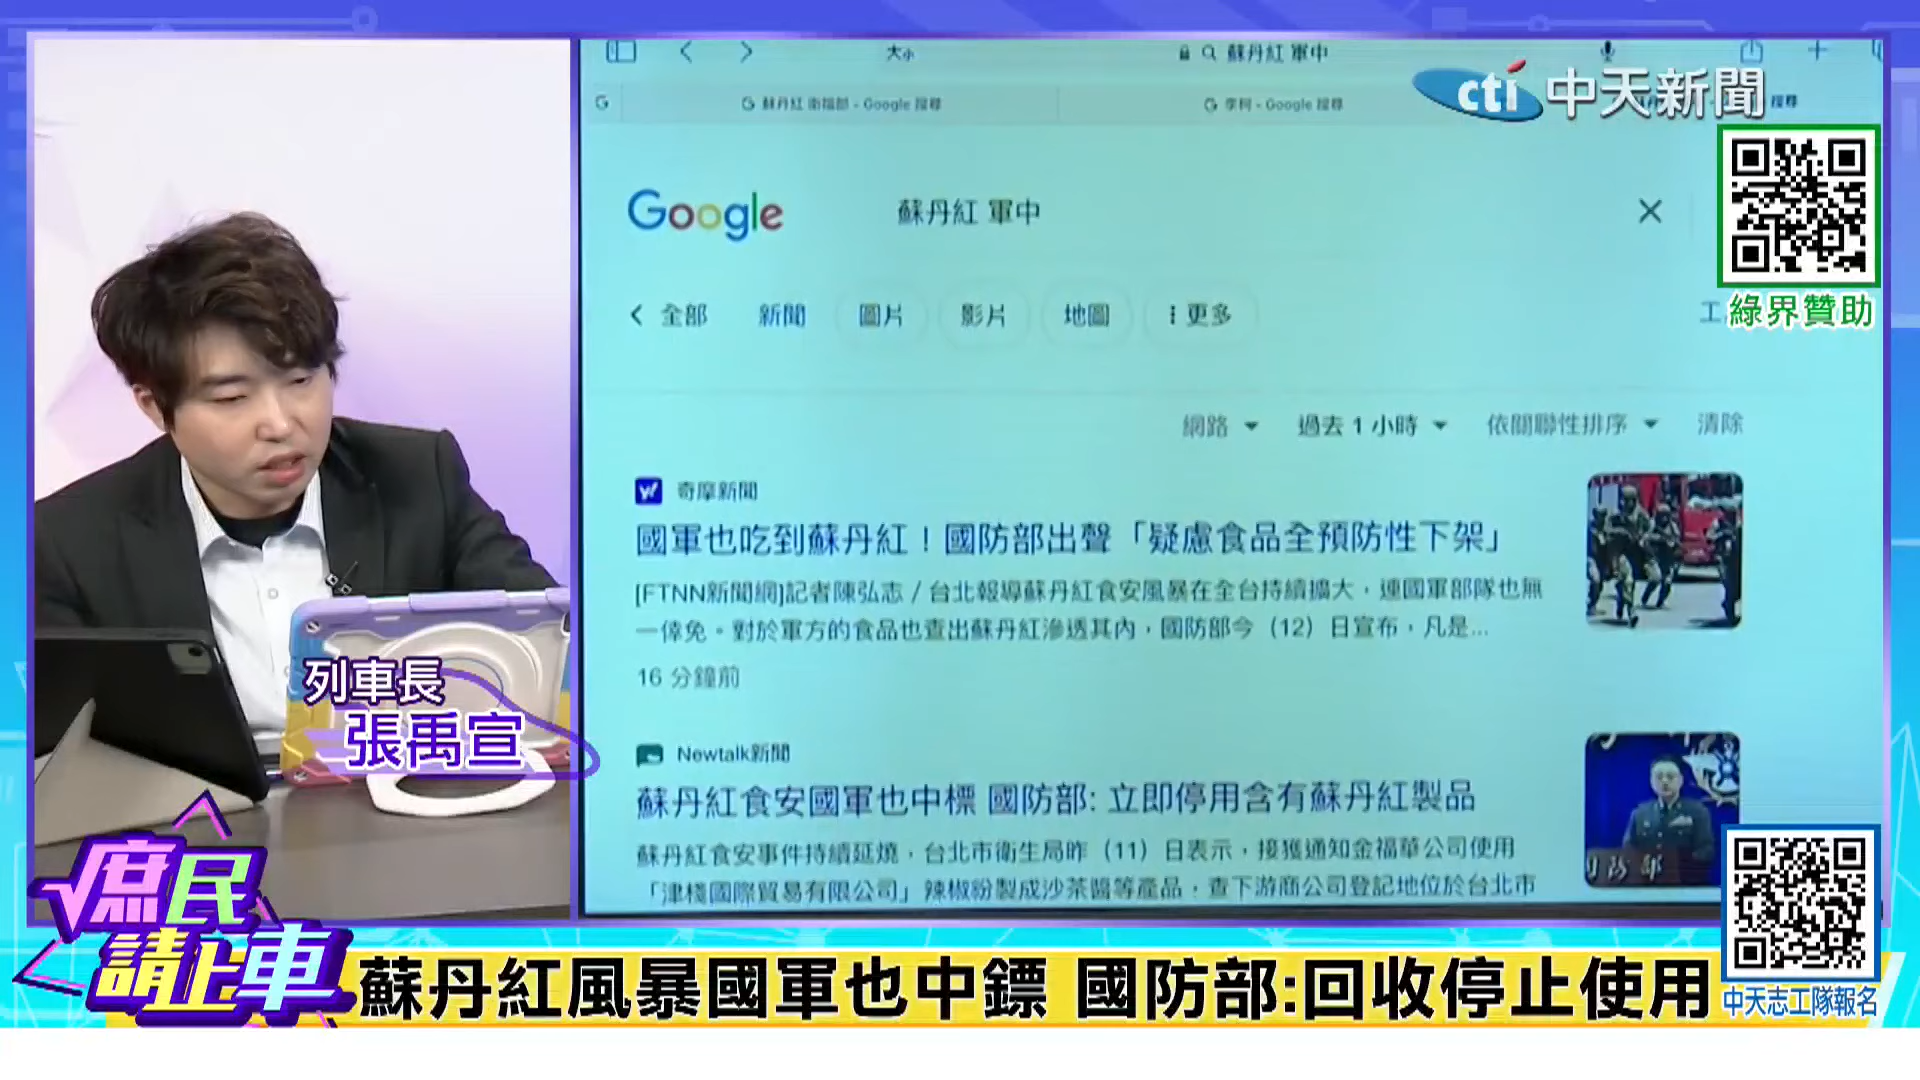 大小
蘇丹紅 軍中
蘇丹紅 衛福部 - Google 搜尋
李柯 - Google 搜尋
搜尋
cti 中天新聞
Google
蘇丹紅 軍中
綠界贊助
全部
新聞
圖片
影片
地圖
更多
網路
過去 1 小時
依關聯性排序
清除
奇摩新聞
國軍也吃到蘇丹紅！國防部出聲「疑慮食品全預防性下架」
[FTNN新聞網]記者陳弘志／台北報導蘇丹紅食安風暴在全台持續擴大，連國軍部隊也無
一倖免。對於軍方的食品也查出蘇丹紅滲透其內，國防部今（12）日宣布，凡是...
16 分鐘前
Newtalk新聞
蘇丹紅食安國軍也中標 國防部: 立即停用含有蘇丹紅製品
蘇丹紅食安事件持續延燒，台北市衛生局昨（11）日表示，接獲通知金福華公司使用
「津棧國際貿易有限公司」辣椒粉製成沙茶醬等產品，查下游商公司登記地位於台北市
列車長
張禹宣
庶民
請上車
蘇丹紅風暴國軍也中鏢 國防部:回收停止使用
中天志工隊報名